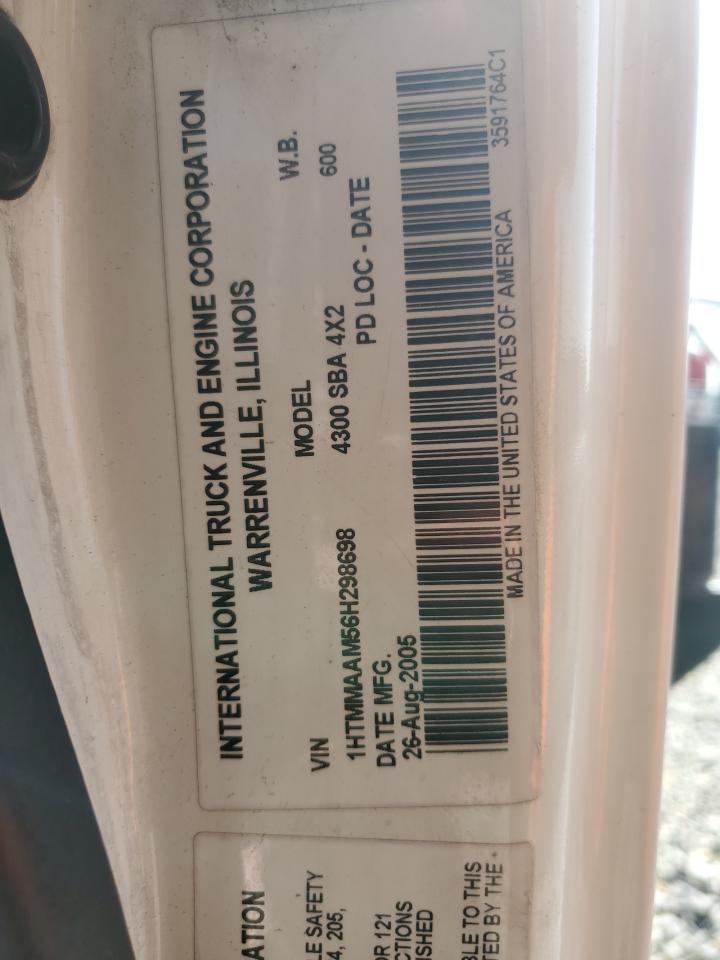 INTERNATIONAL TRUCK AND ENGINE CORPORATION
WARRENVILLE, ILLINOIS
VIN MODEL W.B.
1HTMMAAM56H298698 4300 SBA 4X2 600
DATE MFG. PD LOC - DATE
26-Aug-2005
MADE IN THE UNITED STATES OF AMERICA 3591764C1
ATION
LE SAFETY
4, 205,
OR 121
CTIONS
ISHED
BLE TO THIS
TED BY THE